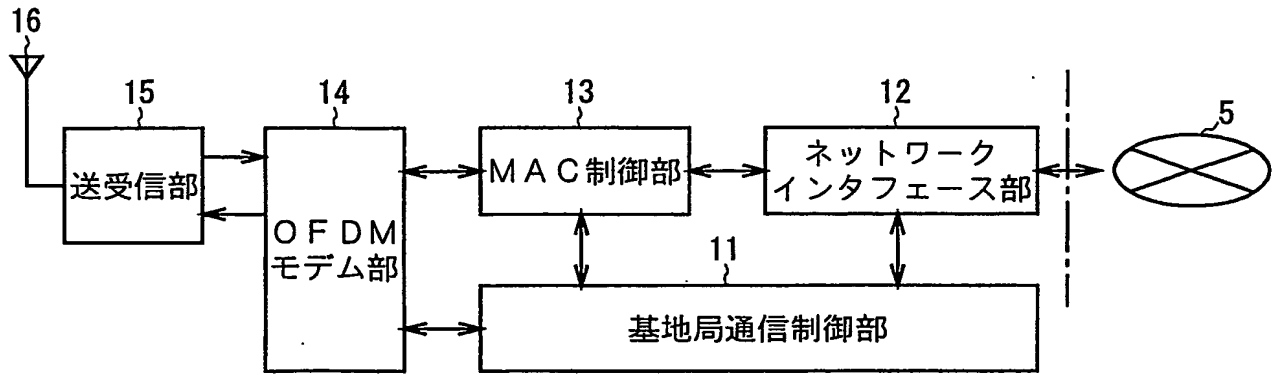 16
15
14
13
12
5
送受信部
OFDM
モデム部
MAC制御部
ネットワーク
インタフェース部
11
基地局通信制御部